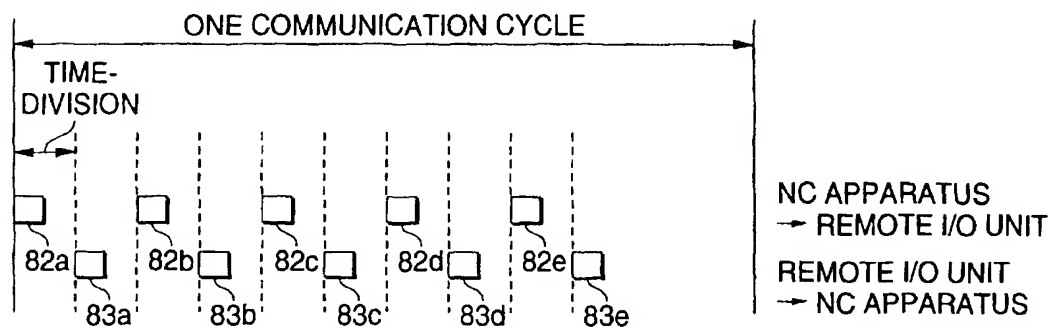 ONE COMMUNICATION CYCLE
TIME-
DIVISION
NC APPARATUS
→ REMOTE I/O UNIT
82a 82b 82c 82d 82e
REMOTE I/O UNIT
→ NC APPARATUS
83a 83b 83c 83d 83e